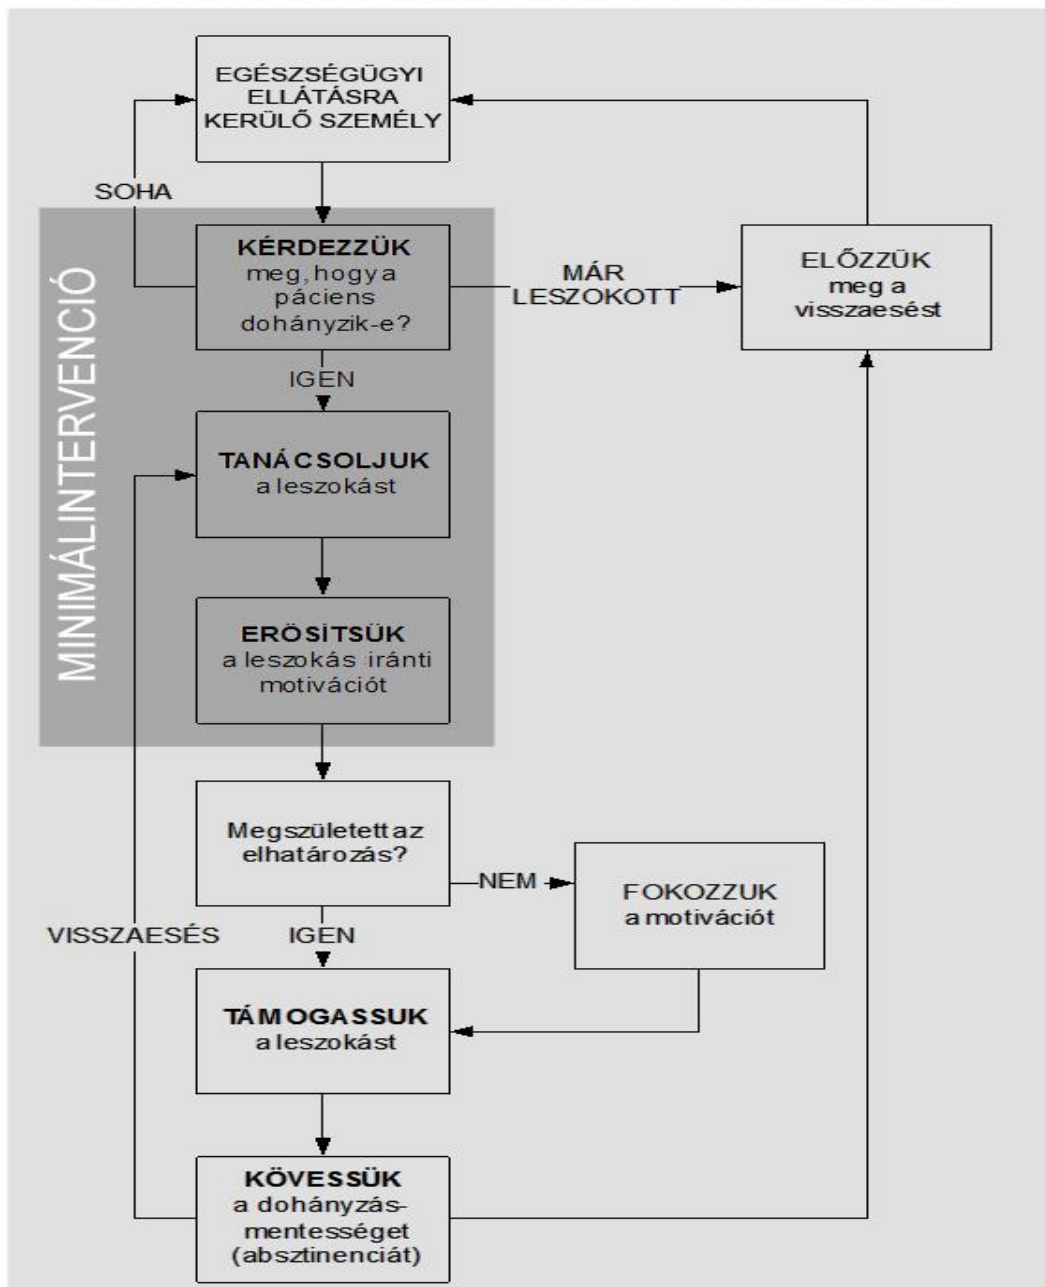 EGÉSZSÉGÜGYI
ELLÁTÁSRA
KERÜLŐ SZEMÉLY
SOHA
MINIMÁLINTERVENCIÓ
KÉRDEZZÜK
meg, hogy a
páciens
dohányzik-e?
MÁR
LESZOKOTT
ELŐZZÜK
meg a
visszaesést
IGEN
TANÁCSOLJUK
a leszokást
ERŐSÍTSÜK
a leszokás iránti
motivációt
Megszületett az
elhatározás?
NEM
FOKOZZUK
a motivációt
VISSZAESÉS
IGEN
TÁMOGASSUK
a leszokást
KÖVESSÜK
a dohányzás-
mentességet
(absztinenciát)